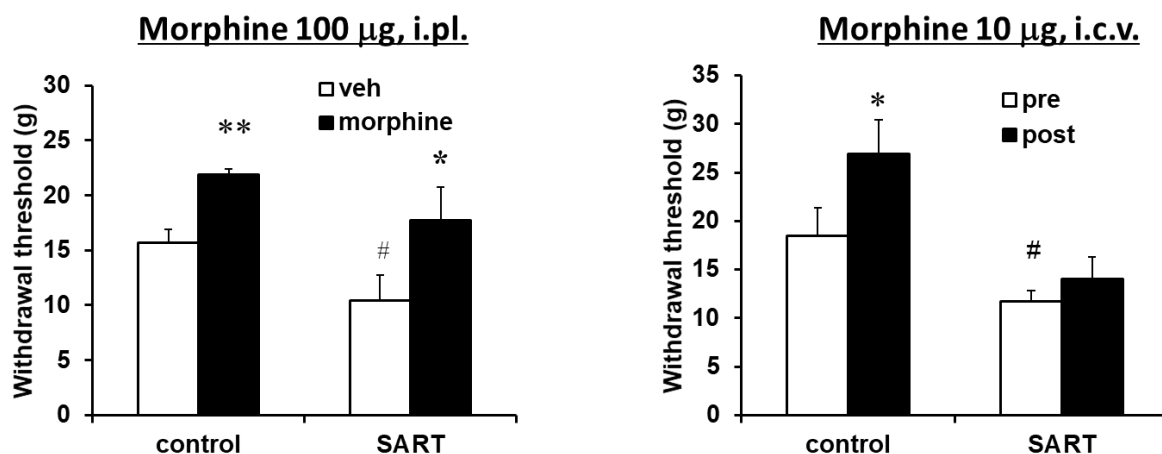 Morphine 100 μg, i.pl.
Withdrawal threshold (g)
30
25
20
15
10
5
0
veh
morphine
**
*
#
control
SART
Morphine 10 μg, i.c.v.
Withdrawal threshold (g)
35
30
25
20
15
10
5
0
pre
post
*
#
control
SART